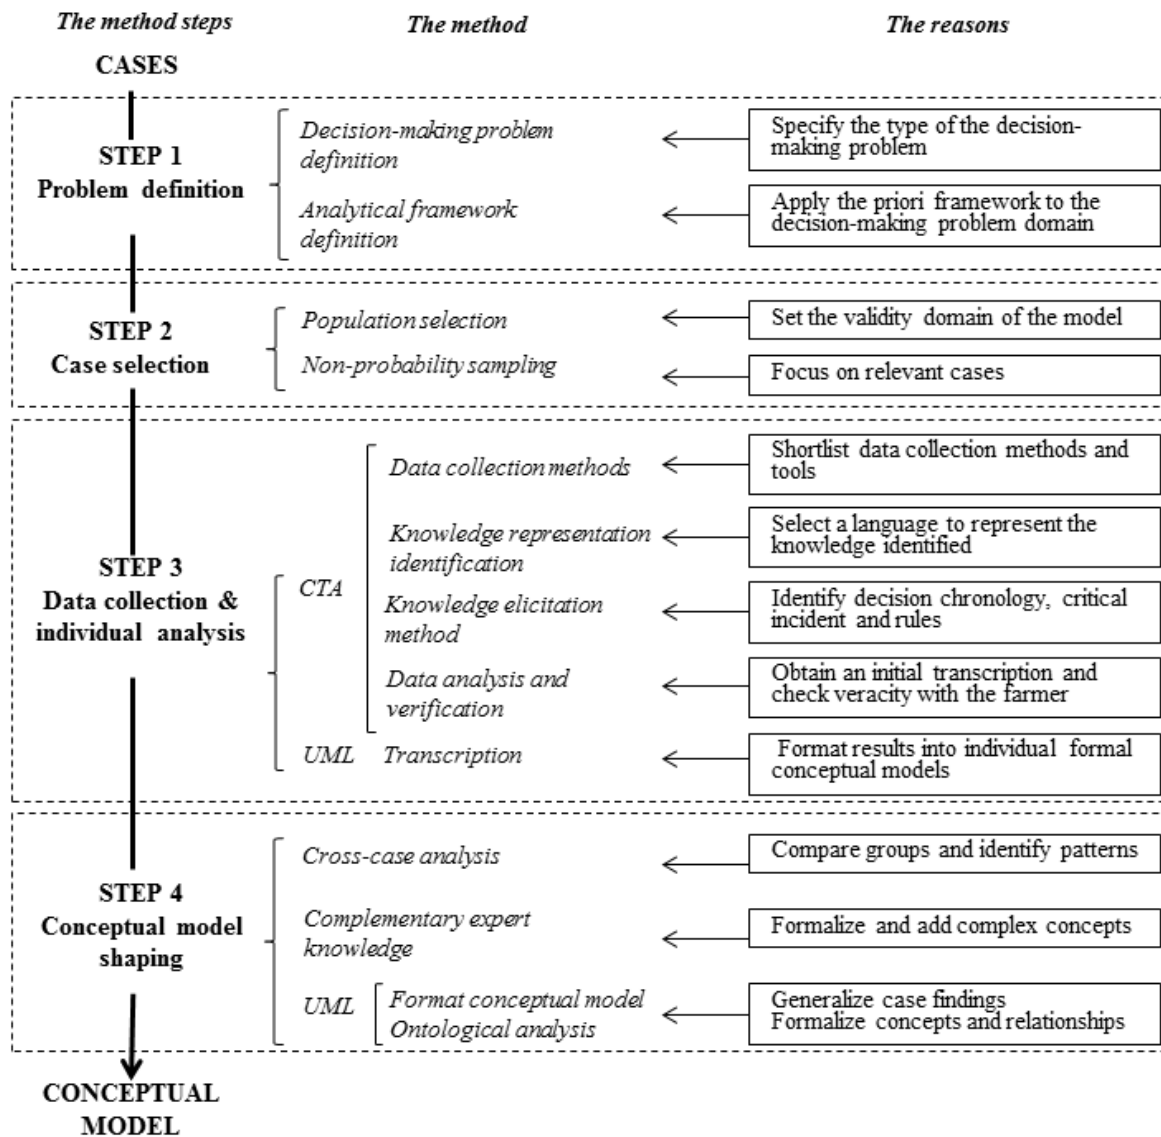 The method steps
The method
The reasons
CASES
STEP 1
Problem definition
Decision-making problem
definition
Specify the type of the decision-
making problem
Analytical framework
definition
Apply the priori framework to the
decision-making problem domain
STEP 2
Case selection
Population selection
Set the validity domain of the model
Non-probability sampling
Focus on relevant cases
STEP 3
Data collection &
individual analysis
CTA
Data collection methods
Shortlist data collection methods and
tools
Knowledge representation
identification
Select a language to represent the
knowledge identified
Knowledge elicitation
method
Identify decision chronology, critical
incident and rules
Data analysis and
verification
Obtain an initial transcription and
check veracity with the farmer
UML
Transcription
Format results into individual formal
conceptual models
STEP 4
Conceptual model
shaping
Cross-case analysis
Compare groups and identify patterns
Complementary expert
knowledge
Formalize and add complex concepts
UML
Format conceptual model
Ontological analysis
Generalize case findings
Formalize concepts and relationships
CONCEPTUAL
MODEL